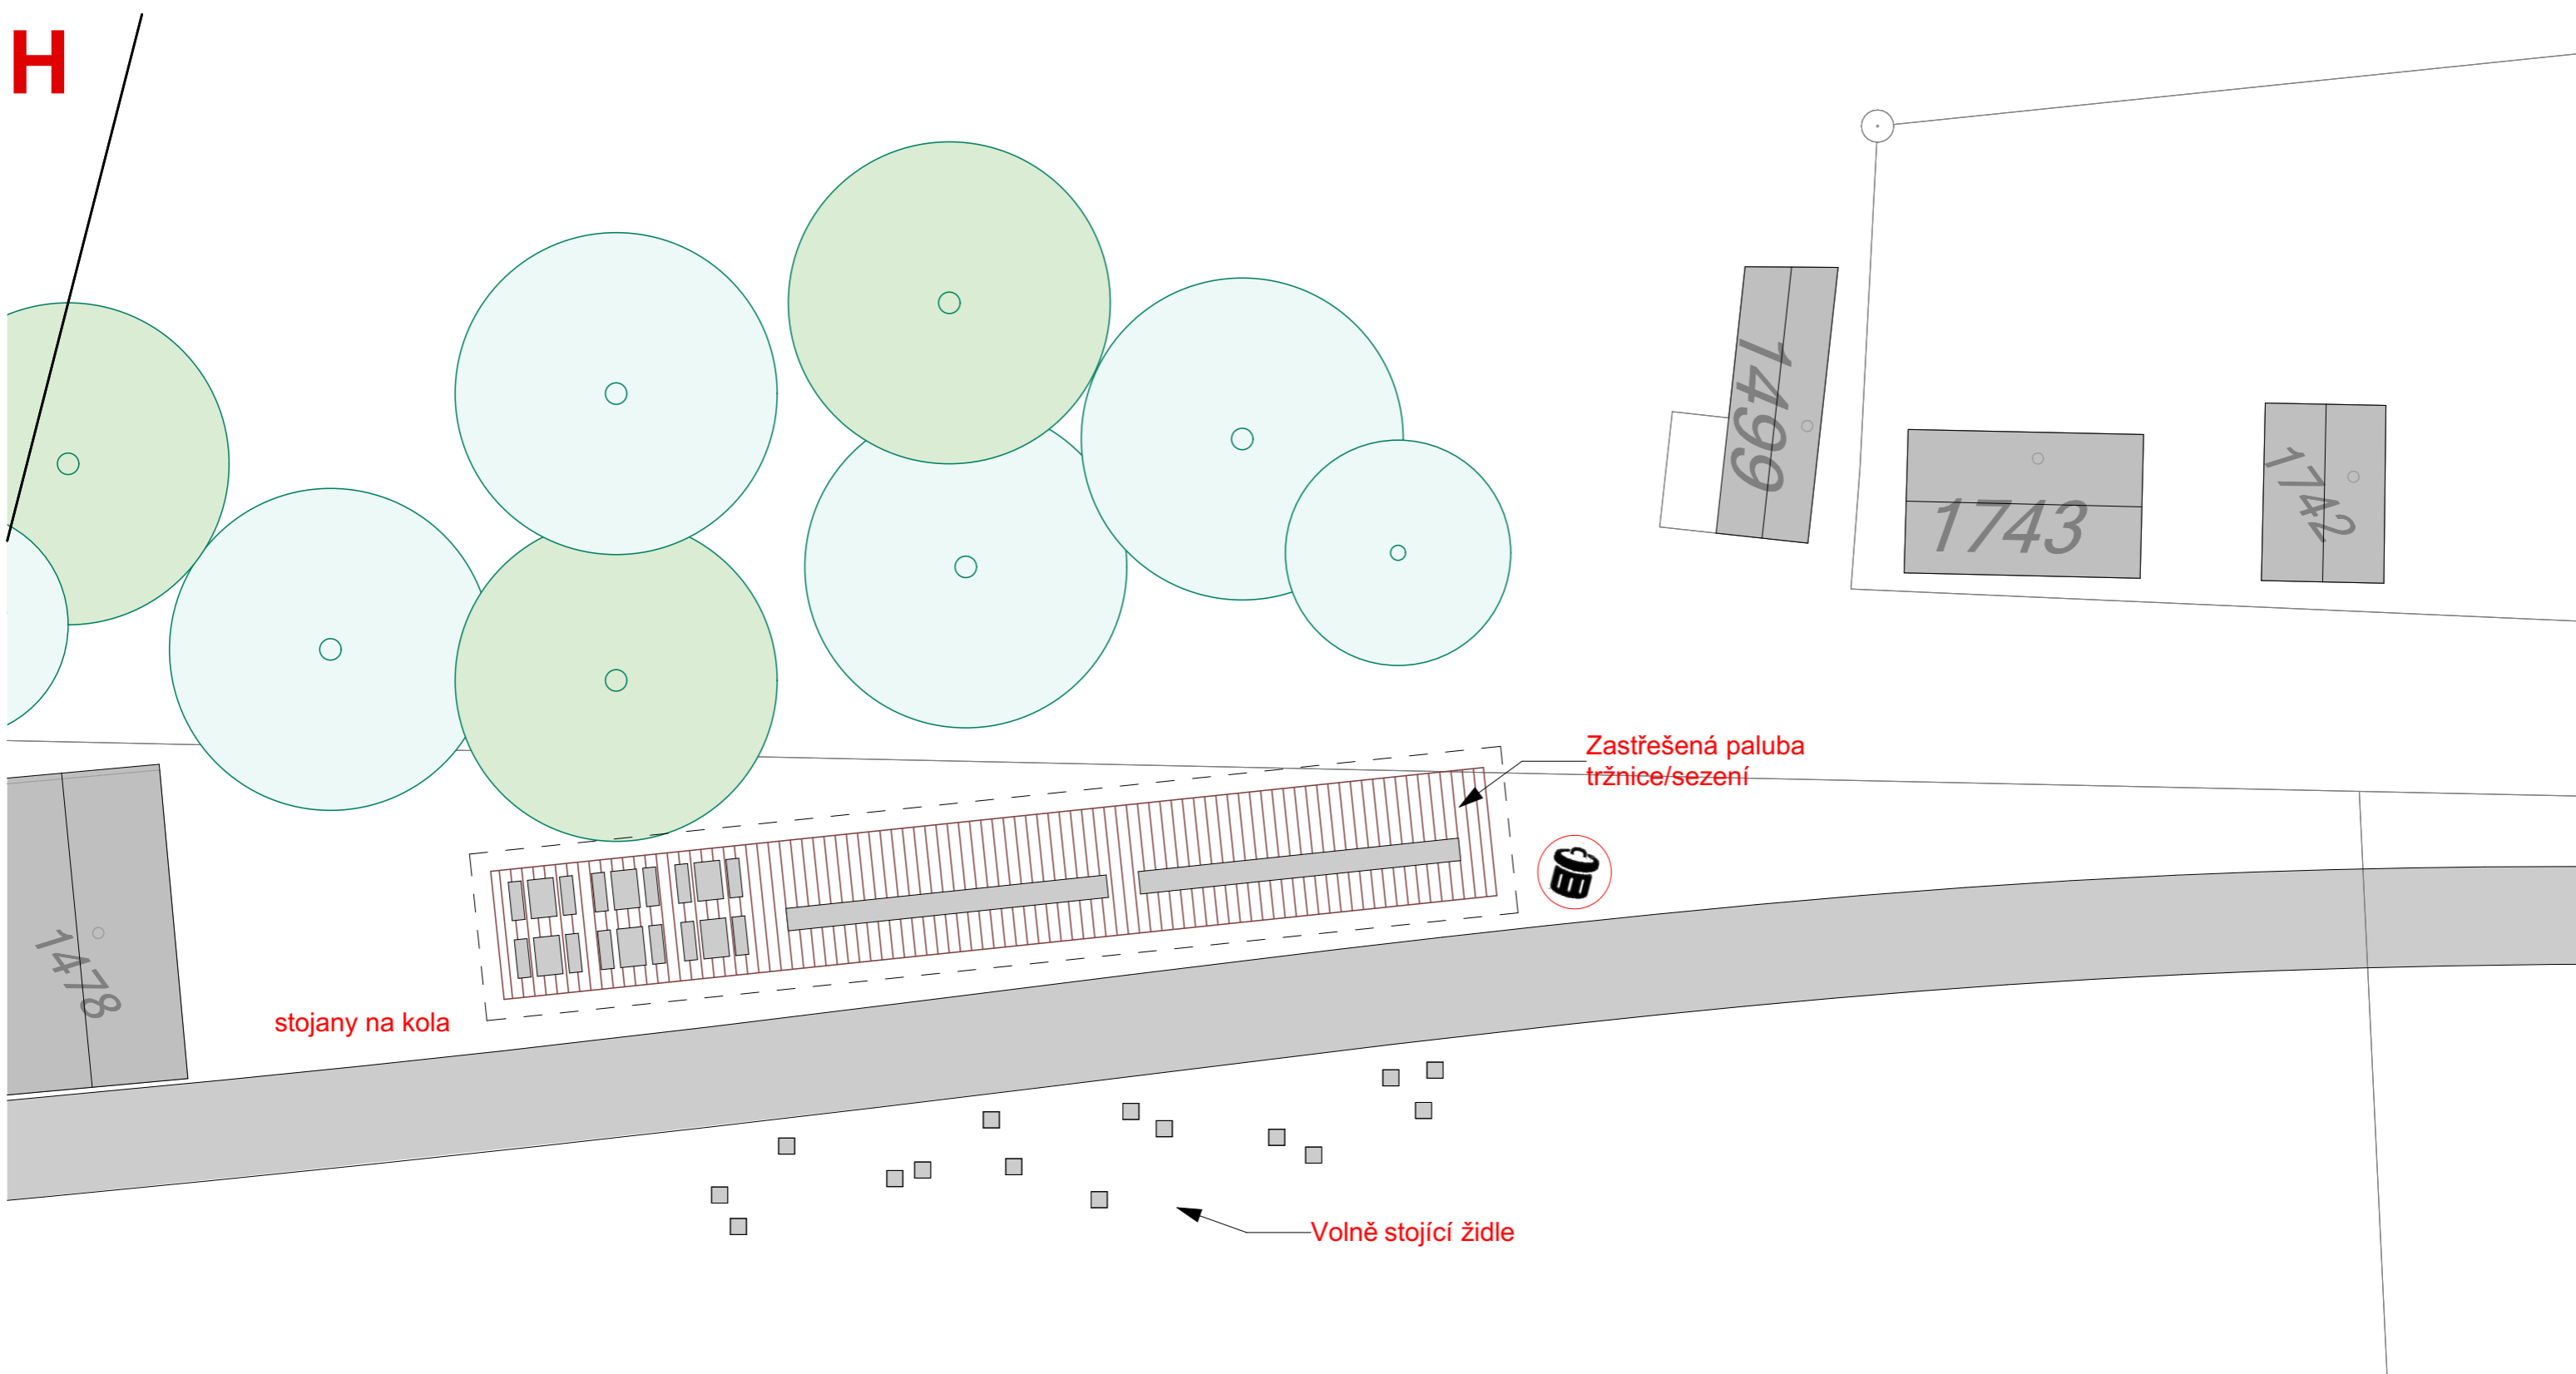 H
1499
1743
1742
Zastřešená paluba
tržnice/sezení
1478
stojany na kola
Volně stojící židle